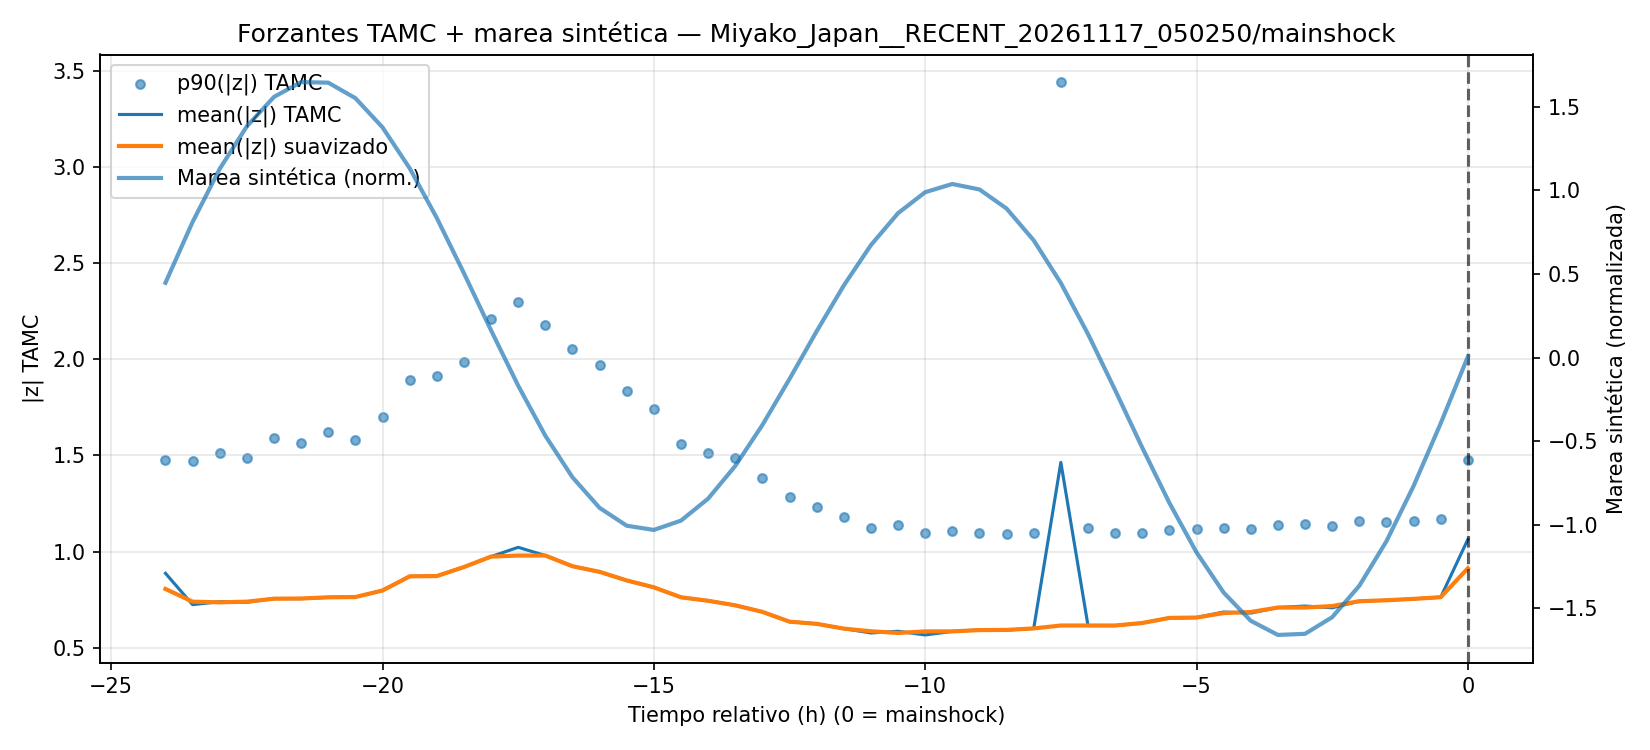 Forzantes TAMC + marea sintética — Miyako_Japan__RECENT_20261117_050250/mainshock
p90(|z|) TAMC
mean(|z|) TAMC
mean(|z|) suavizado
Marea sintética (norm.)
|z| TAMC
3.5
3.0
2.5
2.0
1.5
1.0
0.5
1.5
1.0
0.5
0.0
−0.5
−1.0
−1.5
Marea sintética (normalizada)
−25
−20
−15
−10
−5
0
Tiempo relativo (h) (0 = mainshock)